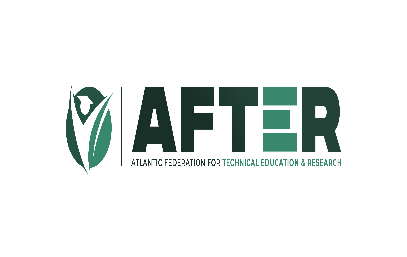 AFTER
ATLANTIC FEDERATION FOR TECHNICAL EDUCATION & RESEARCH